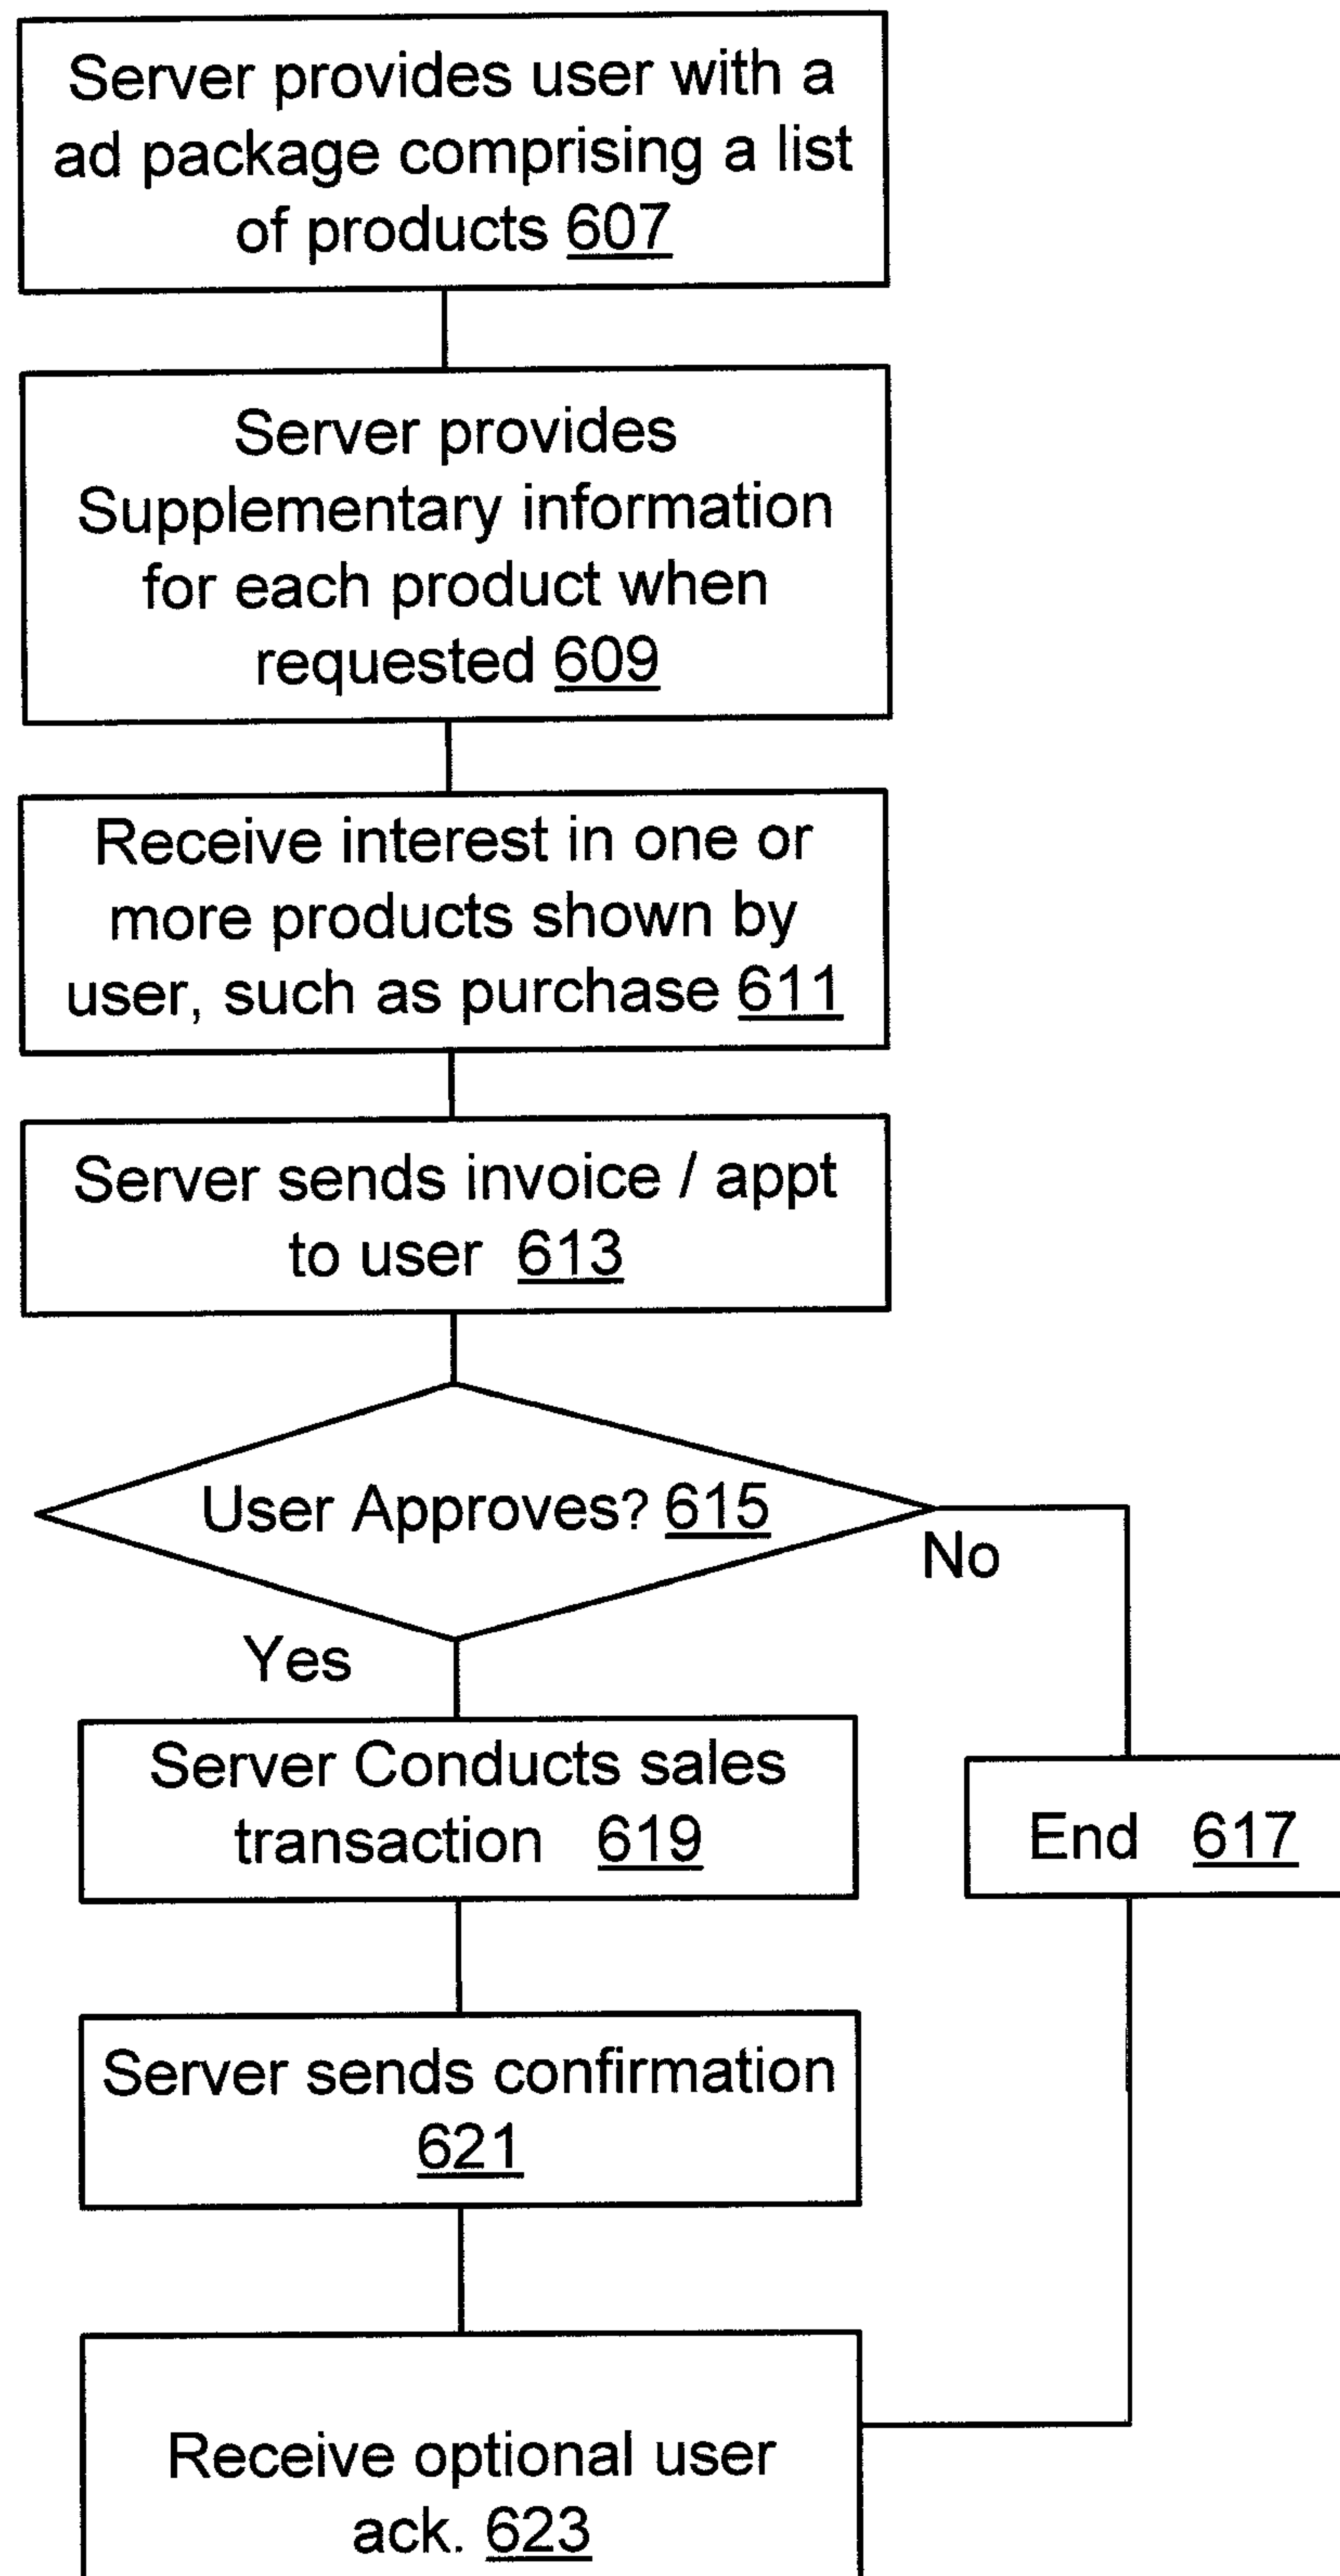 Server provides user with a
ad package comprising a list
of products 607
Server provides
Supplementary information
for each product when
requested 609
Receive interest in one or
more products shown by
user, such as purchase 611
Server sends invoice / appt
to user 613
User Approves? 615
No
Yes
Server Conducts sales
transaction 619
End 617
Server sends confirmation
621
Receive optional user
ack. 623